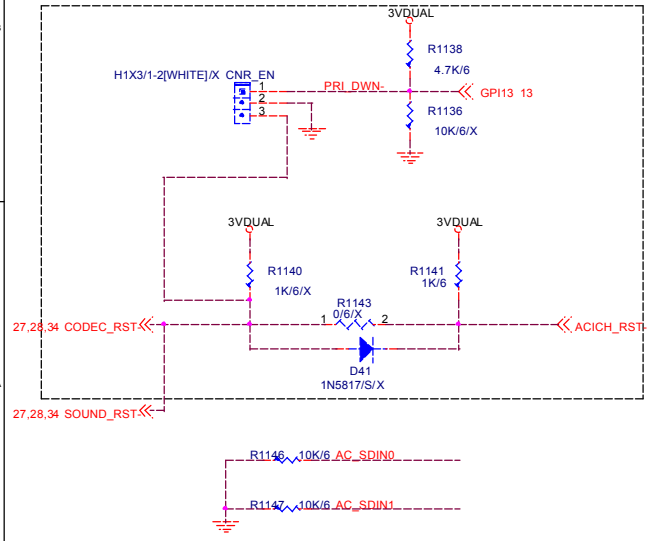 3VDUAL
R1138
4.7K/6
H1X3/1-2[WHITE]/X CNR_EN
1
2
3
PRI_DWN-
GPI13 13
R1136
10K/6/X
3VDUAL
3VDUAL
R1140
1K/6/X
R1141
1K/6
R1143
0/6/X
1
2
27,28,34 CODEC_RST-
ACICH_RST-
D41
1N5817/S/X
27,28,34 SOUND_RST-
R1146 10K/6 AC_SDIN0
R1147 10K/6 AC_SDIN1